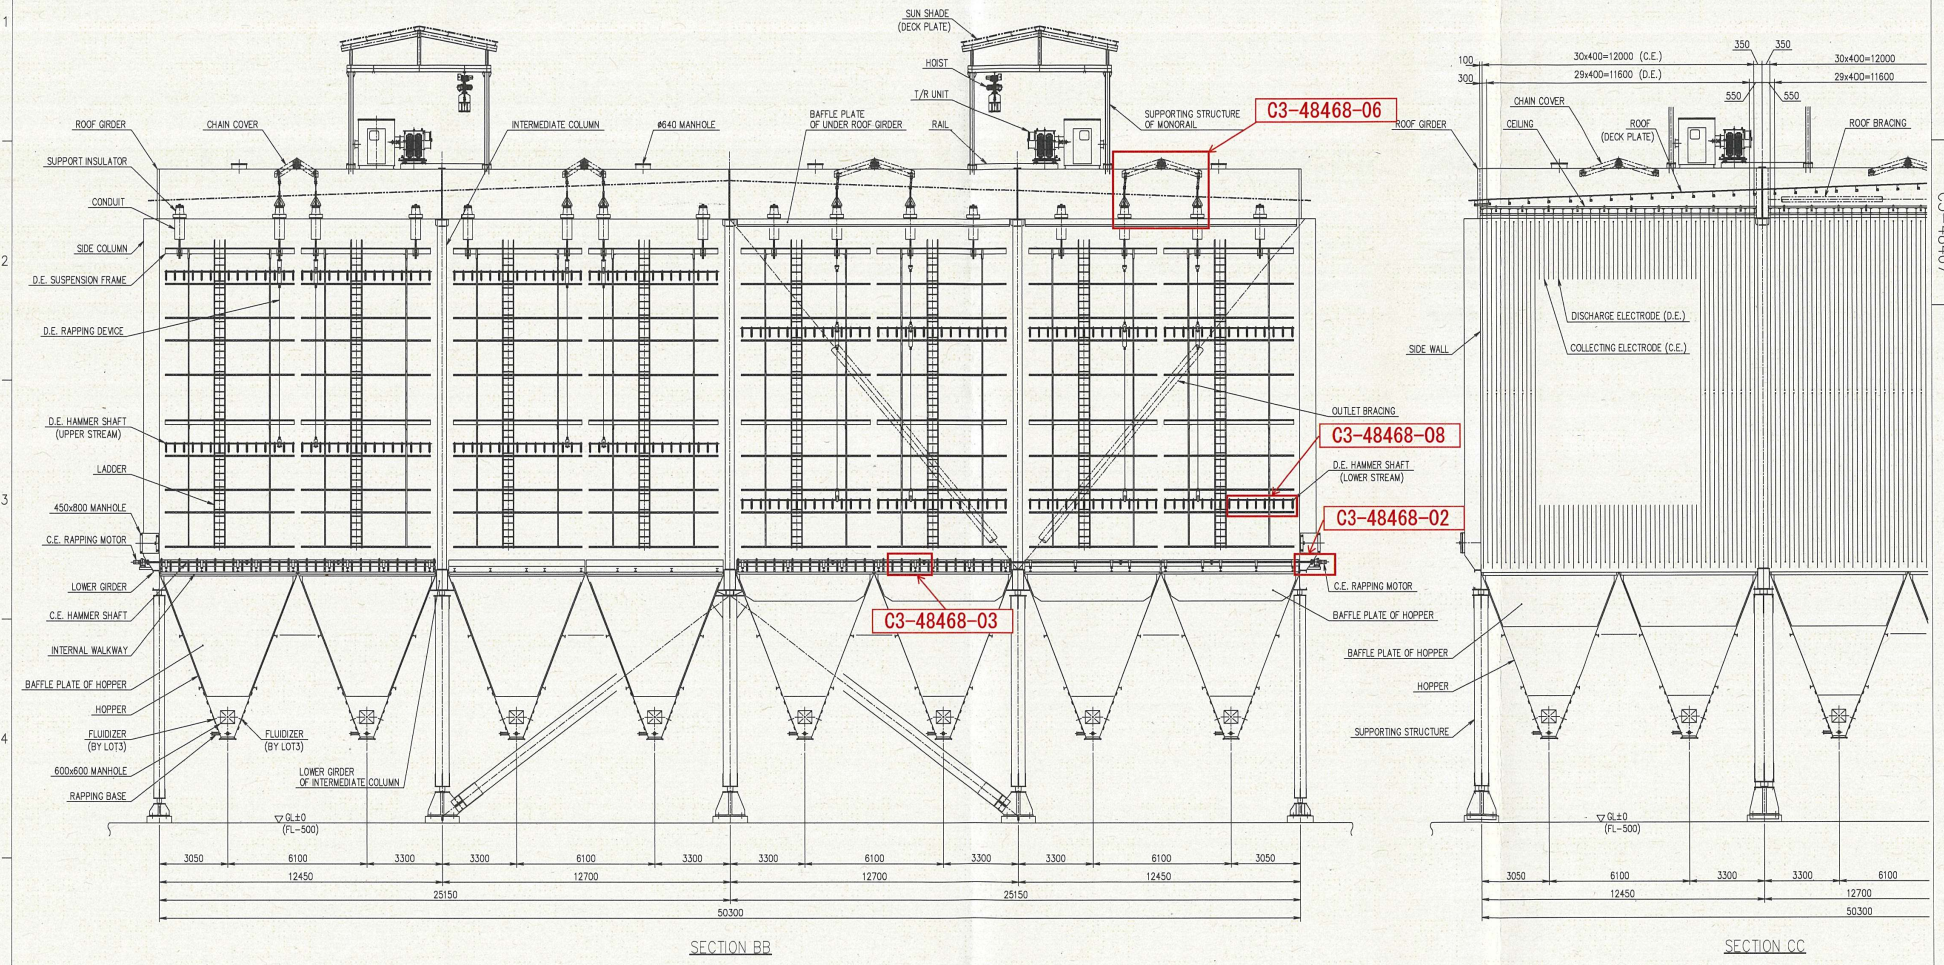 1
2
3
4
SUN SHADE
(DECK PLATE)
HOIST
T/R UNIT
BAFFLE PLATE
OF UNDER ROOF GIRDER
RAIL
SUPPORTING STRUCTURE
OF MONORAIL
C3-48468-06
ROOF GIRDER
CHAIN COVER
INTERMEDIATE COLUMN
ø640 MANHOLE
SUPPORT INSULATOR
CONDUIT
SIDE COLUMN
D.E. SUSPENSION FRAME
D.E. RAPPING DEVICE
D.E. HAMMER SHAFT
(UPPER STREAM)
LADDER
450x800 MANHOLE
C.E. RAPPING MOTOR
LOWER GIRDER
C.E. HAMMER SHAFT
INTERNAL WALKWAY
BAFFLE PLATE OF HOPPER
HOPPER
FLUIDIZER
(BY LOT3)
FLUIDIZER
(BY LOT3)
600x600 MANHOLE
RAPPING BASE
LOWER GIRDER
OF INTERMEDIATE COLUMN
OUTLET BRACING
C3-48468-08
D.E. HAMMER SHAFT
(LOWER STREAM)
C3-48468-02
C.E. RAPPING MOTOR
C3-48468-03
BAFFLE PLATE OF HOPPER
GL±0
(FL-500)
3050 6100 3300 3300 6100 3300 3300 6100 3300 3300 6100 3050
12450 12700 12700 12450
25150 25150
50300
SECTION BB
350 350
100 30x400=12000 (C.E.) 30x400=12000
300 29x400=11600 (D.E.) 29x400=11600
550 550
CHAIN COVER
ROOF GIRDER
CEILING
ROOF
(DECK PLATE)
ROOF BRACING
DISCHARGE ELECTRODE (D.E.)
COLLECTING ELECTRODE (C.E.)
SIDE WALL
BAFFLE PLATE OF HOPPER
HOPPER
SUPPORTING STRUCTURE
GL±0
(FL-500)
3050 6100 3300 3300 6100
12450 12700
50300
SECTION CC